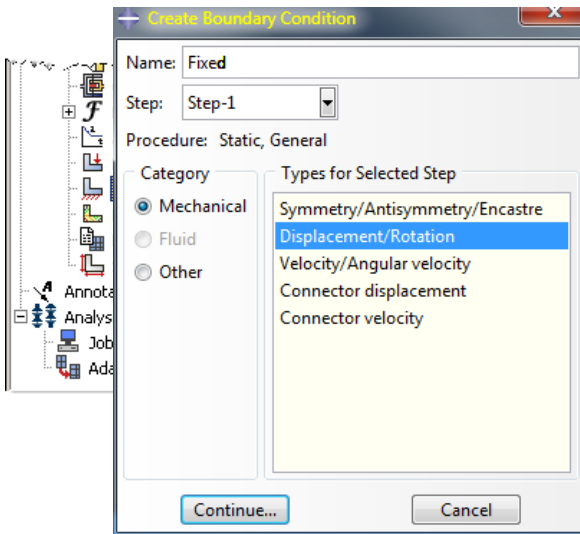 Create Boundary Condition
Name: Fixed
Step: Step-1
Procedure: Static, General
Category
Types for Selected Step
Mechanical
Fluid
Other
Symmetry/Antisymmetry/Encastre
Displacement/Rotation
Velocity/Angular velocity
Connector displacement
Connector velocity
Annota
Analys
Job
Ada
Continue...
Cancel